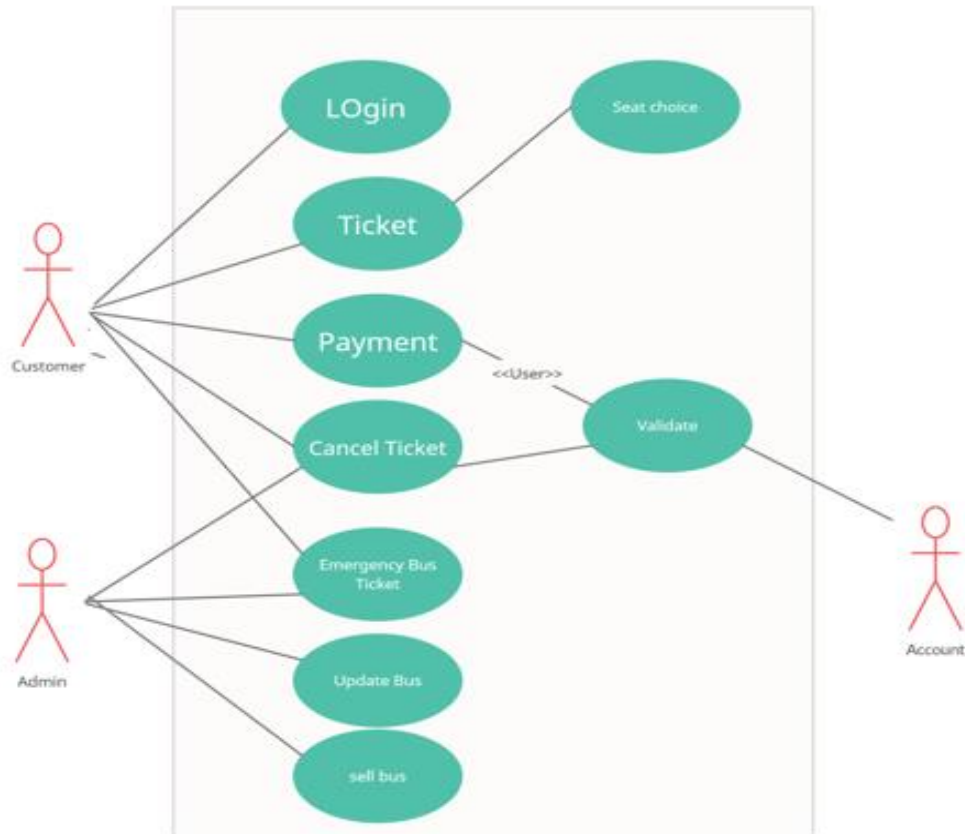 LOgin
Seat choice
Ticket
Payment
Customer
<<User>>
Validate
Cancel Ticket
Emergency Bus
Ticket
Account
Admin
Update Bus
sell bus